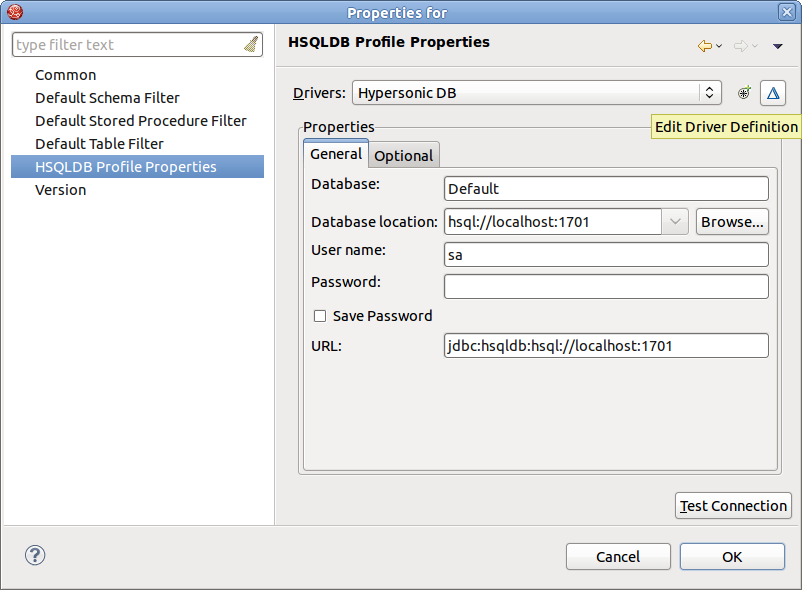 Properties for
type filter text
Common
Default Schema Filter
Default Stored Procedure Filter
Default Table Filter
HSQLDB Profile Properties
Version
HSQLDB Profile Properties
Drivers: Hypersonic DB
Edit Driver Definition
Properties
General Optional
Database: Default
Database location: hsql://localhost:1701 Browse...
User name: sa
Password:
Save Password
URL: jdbc:hsqldb:hsql://localhost:1701
Test Connection
? Cancel OK